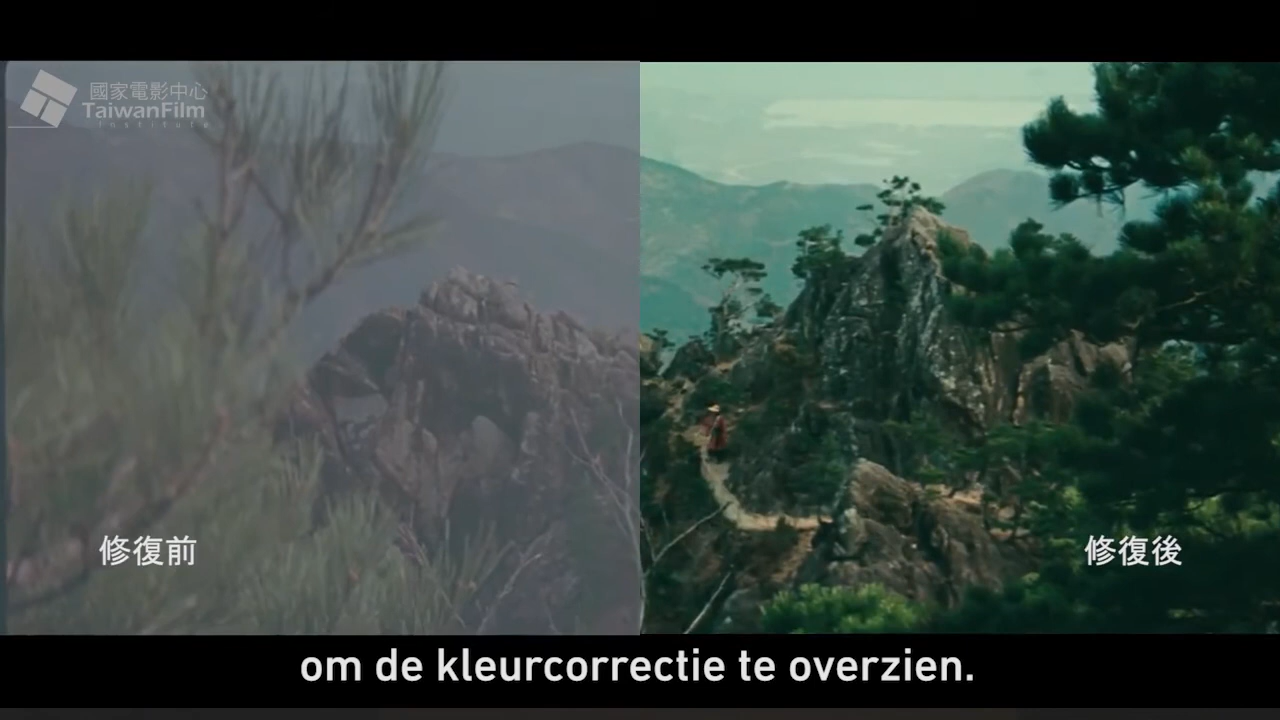 國家電影中心
TaiwanFilm
Institute
修復前
修復後
om de kleurcorrectie te overzien.